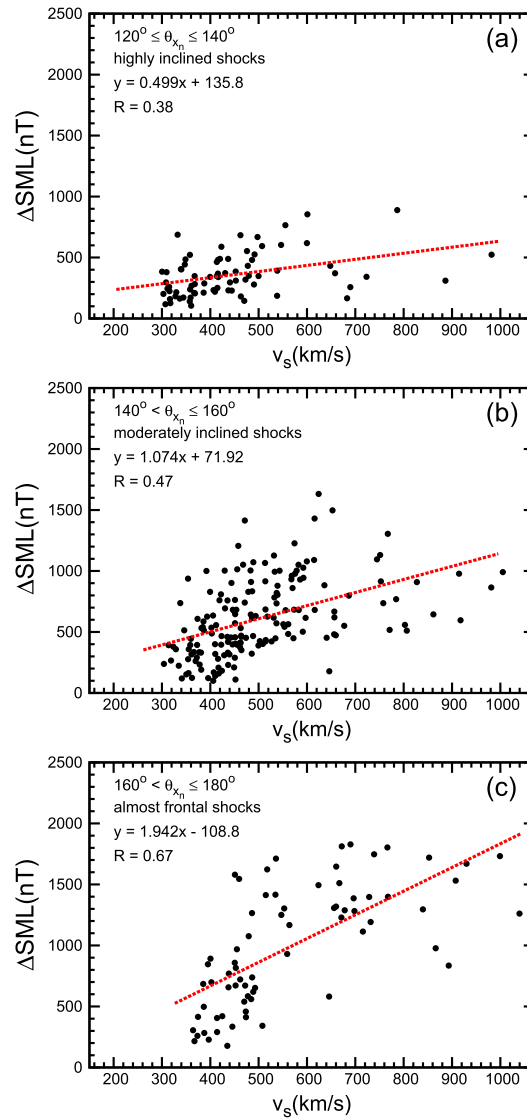 (a)
120° ≤ θxn ≤ 140°
highly inclined shocks
y = 0.499x + 135.8
R = 0.38
2500
2000
1500
1000
500
0
ΔSML(nT)
200 300 400 500 600 700 800 900 1000
vs(km/s)
(b)
140° < θxn ≤ 160°
moderately inclined shocks
y = 1.074x + 71.92
R = 0.47
2500
2000
1500
1000
500
0
ΔSML(nT)
200 300 400 500 600 700 800 900 1000
vs(km/s)
(c)
160° < θxn ≤ 180°
almost frontal shocks
y = 1.942x - 108.8
R = 0.67
2500
2000
1500
1000
500
0
ΔSML(nT)
200 300 400 500 600 700 800 900 1000
vs(km/s)